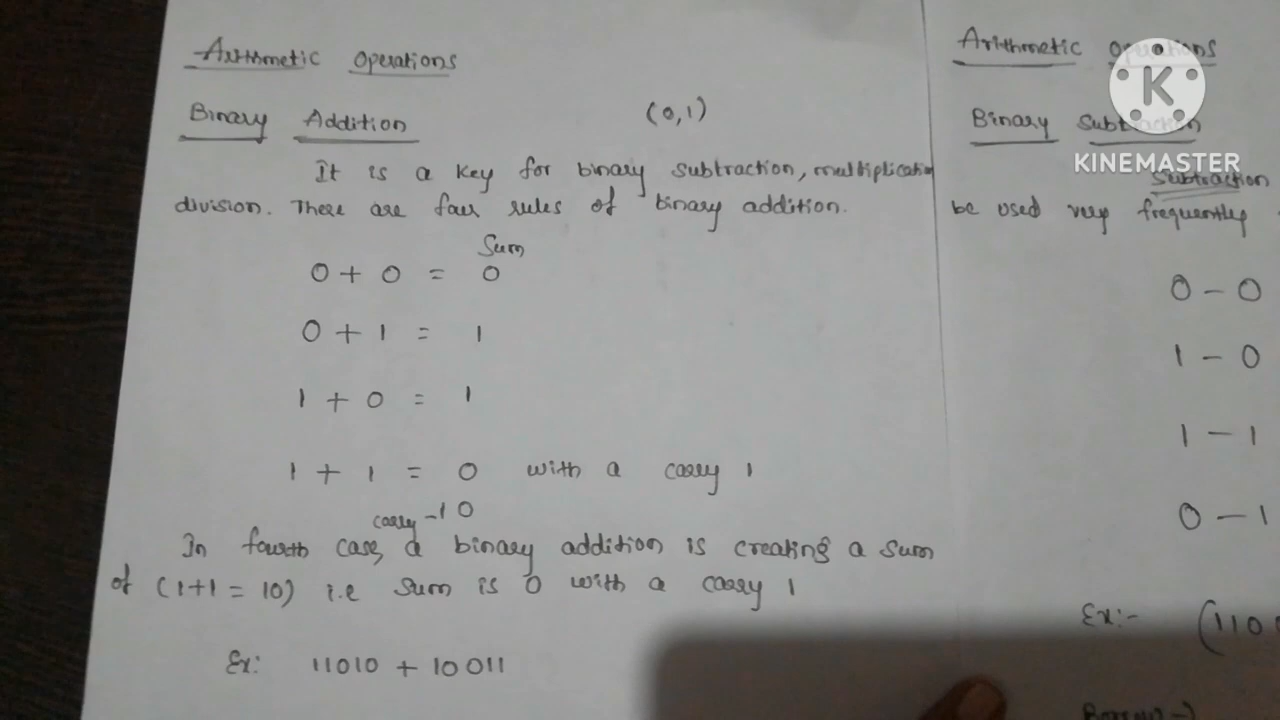 Arithmetic Operations
Binary Addition (0,1)
It is a key for binary subtraction, multiplication
division. There are four rules of binary addition.
Sum
0 + 0 = 0
0 + 1 = 1
1 + 0 = 1
1 + 1 = 0 with a carry 1
carry - 1 0
In fourth case, a binary addition is creating a sum
of (1+1 = 10) i.e sum is 0 with a carry 1
Ex: 11010 + 10011
Arithmetic Operations
Binary Subtraction
Subtraction
be used very frequently
0 - 0
1 - 0
1 - 1
0 - 1
Ex:- (110
K
KINEMASTER